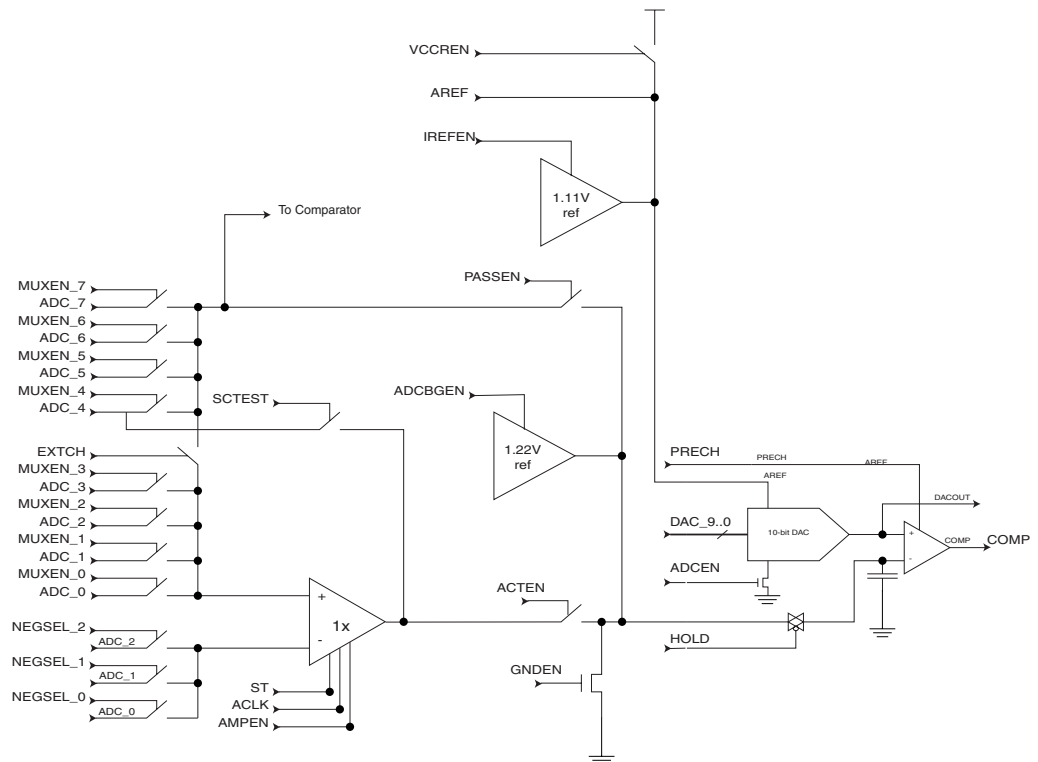 VCCREN
AREF
IREFEN
1.11V
ref
To Comparator
PASSEN
MUXEN_7
ADC_7
MUXEN_6
ADC_6
MUXEN_5
ADC_5
MUXEN_4
ADC_4
SCTEST
ADCBGEN
1.22V
ref
EXTCH
MUXEN_3
ADC_3
MUXEN_2
ADC_2
MUXEN_1
ADC_1
MUXEN_0
ADC_0
PRECH
PRECH
AREF
AREF
DACOUT
DAC_9..0
10-bit DAC
+
-
COMP
COMP
ADCEN
ACTEN
+
1x
-
HOLD
NEGSEL_2
ADC_2
NEGSEL_1
ADC_1
NEGSEL_0
ADC_0
ST
ACLK
AMPEN
GNDEN